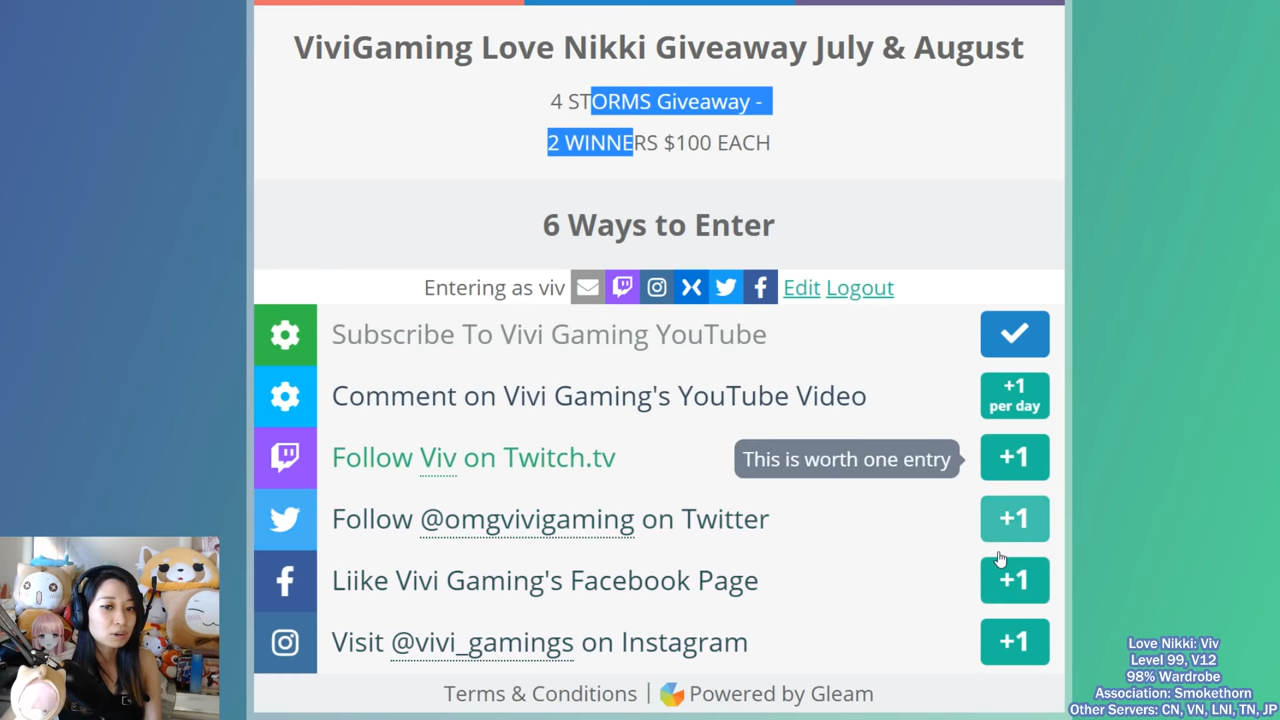 ViviGaming Love Nikki Giveaway July & August
4 STORMS Giveaway -
2 WINNERS $100 EACH
6 Ways to Enter
Entering as viv Edit Logout
Subscribe To Vivi Gaming YouTube
Comment on Vivi Gaming's YouTube Video +1 per day
Follow Viv on Twitch.tv This is worth one entry +1
Follow @omgvivigaming on Twitter +1
Liike Vivi Gaming's Facebook Page +1
Visit @vivi_gamings on Instagram +1
Terms & Conditions | Powered by Gleam
Love Nikki: Viv
Level 99, V12
98% Wardrobe
Association: Smokethorn
Other Servers: CN, VN, LNI, TN, JP